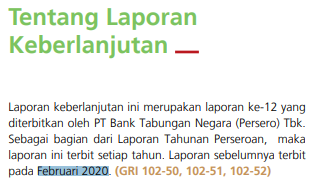 Tentang Laporan
Keberlanjutan
Laporan keberlanjutan ini merupakan laporan ke-12 yang
diterbitkan oleh PT Bank Tabungan Negara (Persero) Tbk.
Sebagai bagian dari Laporan Tahunan Perseroan, maka
laporan ini terbit setiap tahun. Laporan sebelumnya terbit
pada Februari 2020. (GRI 102-50, 102-51, 102-52)